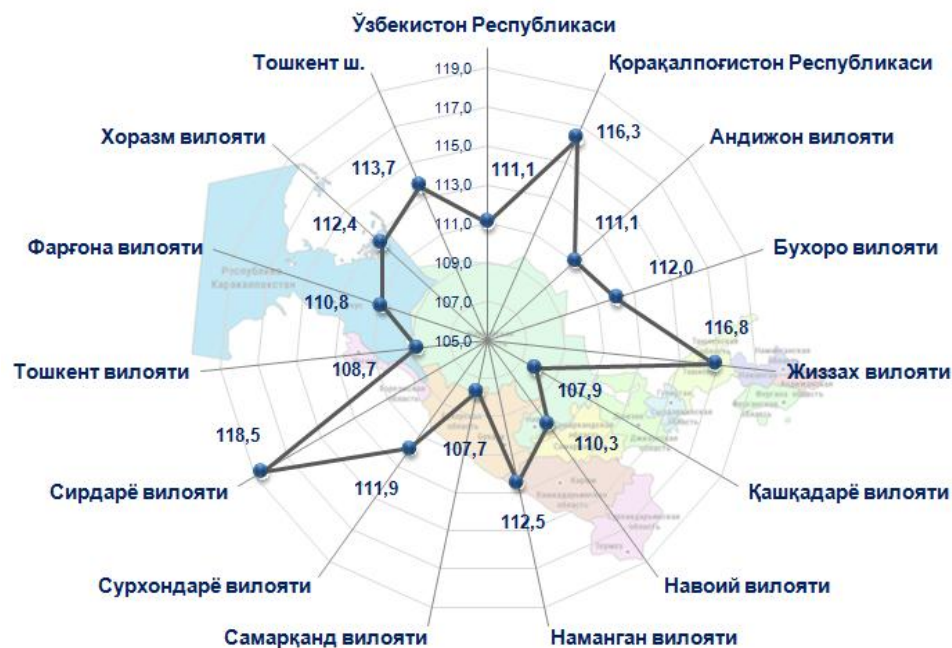 Ўзбекистон Республикаси
Тошкент ш.
Қорақалпоғистон Республикаси
119,0
117,0
115,0
113,0
111,0
109,0
107,0
105,0
Хоразм вилояти
Андижон вилояти
113,7
111,1
116,3
112,4
111,1
Фарғона вилояти
Бухоро вилояти
110,8
112,0
Республика
Каракалпакстан
116,8
Тошкент вилояти
108,7
107,9
Жиззах вилояти
118,5
107,7
110,3
Сирдарё вилояти
111,9
112,5
Қашқадарё вилояти
Сурхондарё вилояти
Навоий вилояти
Самарқанд вилояти
Наманган вилояти